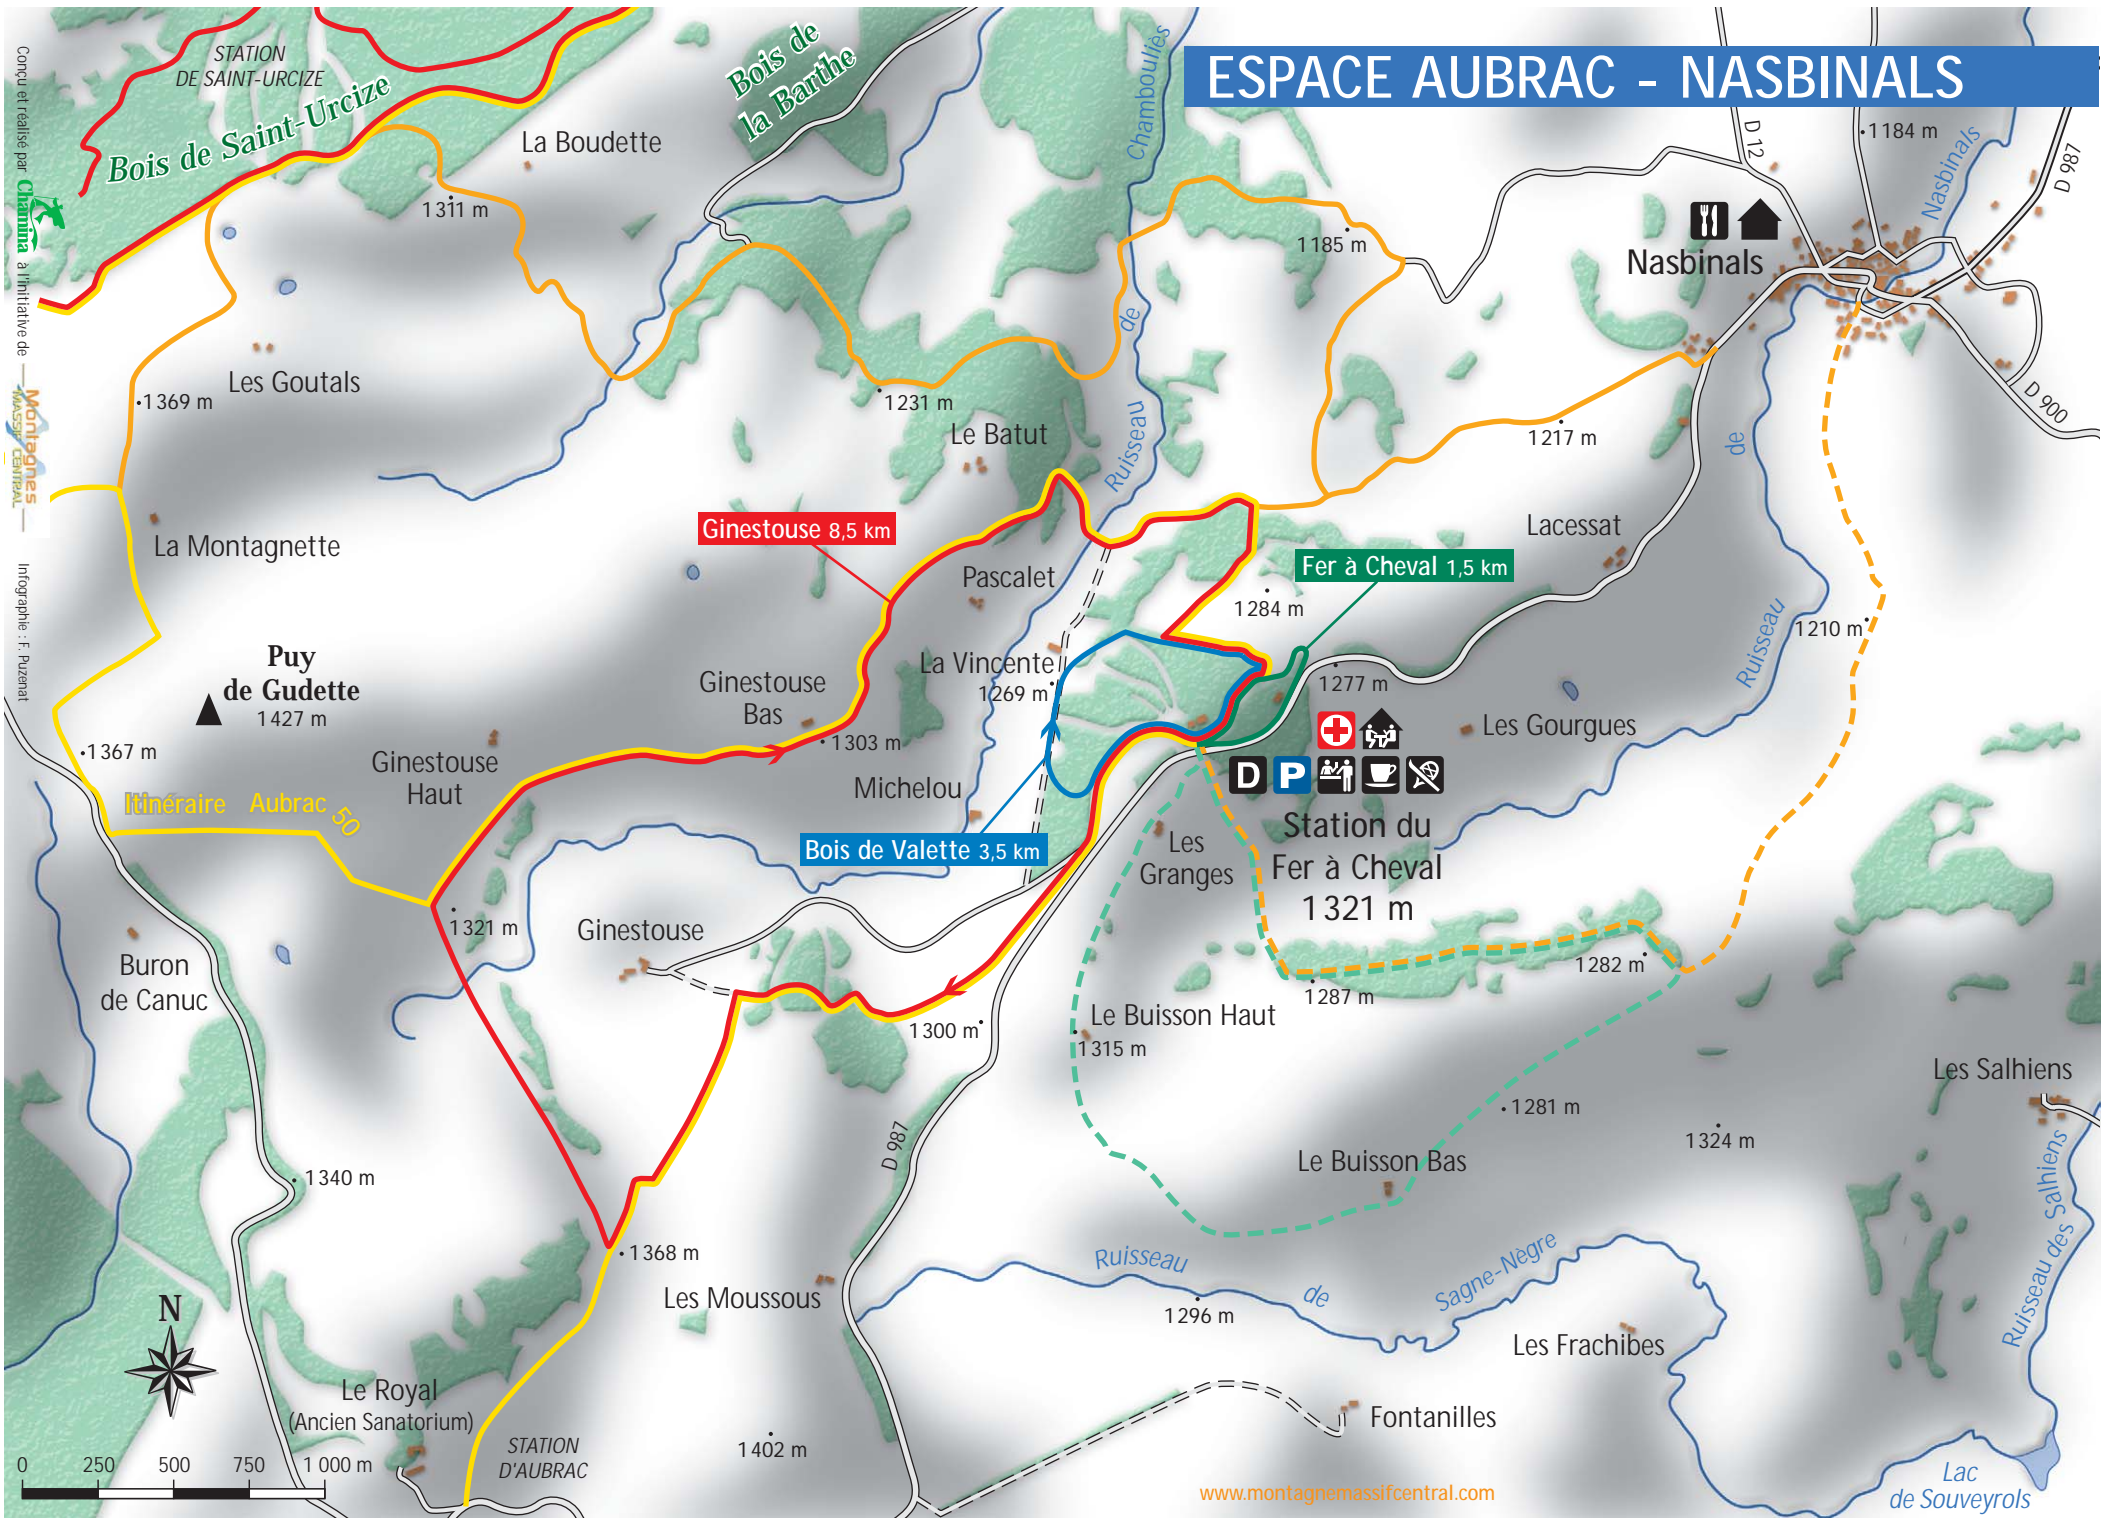 ESPACE AUBRAC - NASBINALS
STATION
DE SAINT-URCIZE
Bois de Saint-Urcize
Bois de
la Barthe
La Boudette
1311 m
Chambouliès
de
Ruisseau
1185 m
D 12
1184 m
D 987
Nasbinals
de
Ruisseau
Nasbinals
D 900
Les Goutals
1369 m
1231 m
Le Batut
1217 m
La Montagnette
Ginestouse 8,5 km
Pascalet
Fer à Cheval 1,5 km
Lacessat
1284 m
1210 m
Puy
de Gudette
1427 m
Ginestouse
Bas
1303 m
La Vincente
1269 m
1277 m
Les Gourgues
1367 m
Ginestouse
Haut
Michelou
D
P
Itinéraire Aubrac 50
Bois de Valette 3,5 km
Les
Granges
Station du
Fer à Cheval
1321 m
1321 m
Ginestouse
Buron
de Canuc
1300 m
1282 m
1287 m
Le Buisson Haut
1315 m
Les Salhiens
1281 m
1324 m
D 987
Le Buisson Bas
1340 m
1368 m
Les Moussous
Ruisseau
de
Sagne-Nègre
1296 m
Les Frachibes
Ruisseau des Salhiens
N
Le Royal
(Ancien Sanatorium)
STATION
D'AUBRAC
1402 m
Fontanilles
0 250 500 750 1 000 m
www.montagnemassifcentral.com
Lac
de Souveyrols
Conçu et réalisé par Chamina à l'initiative de
Montagnes
MASSIF CENTRAL
Infographie : F. Puzenat